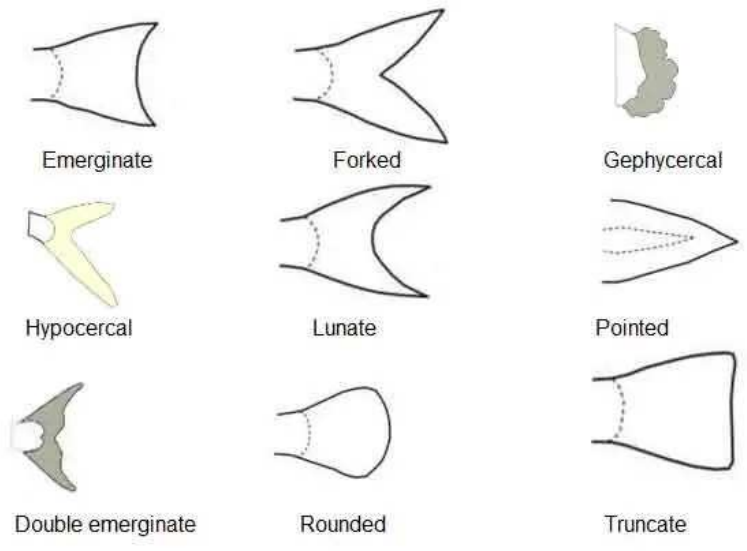 Emerginate
Forked
Gephycercal
Hypocercal
Lunate
Pointed
Double emerginate
Rounded
Truncate